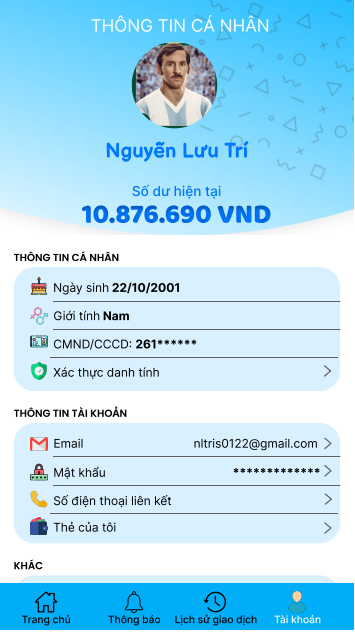 THÔNG TIN CÁ NHÂN
Nguyễn Lưu Trí
Số dư hiện tại
10.876.690 VND
THÔNG TIN CÁ NHÂN
Ngày sinh 22/10/2001
Giới tính Nam
CMND/CCCD: 261******
Xác thực danh tính
THÔNG TIN TÀI KHOẢN
Email nltris0122@gmail.com
Mật khẩu *************
Số điện thoại liên kết
Thẻ của tôi
KHÁC
Trang chủ Thông báo Lịch sử giao dịch Tài khoản